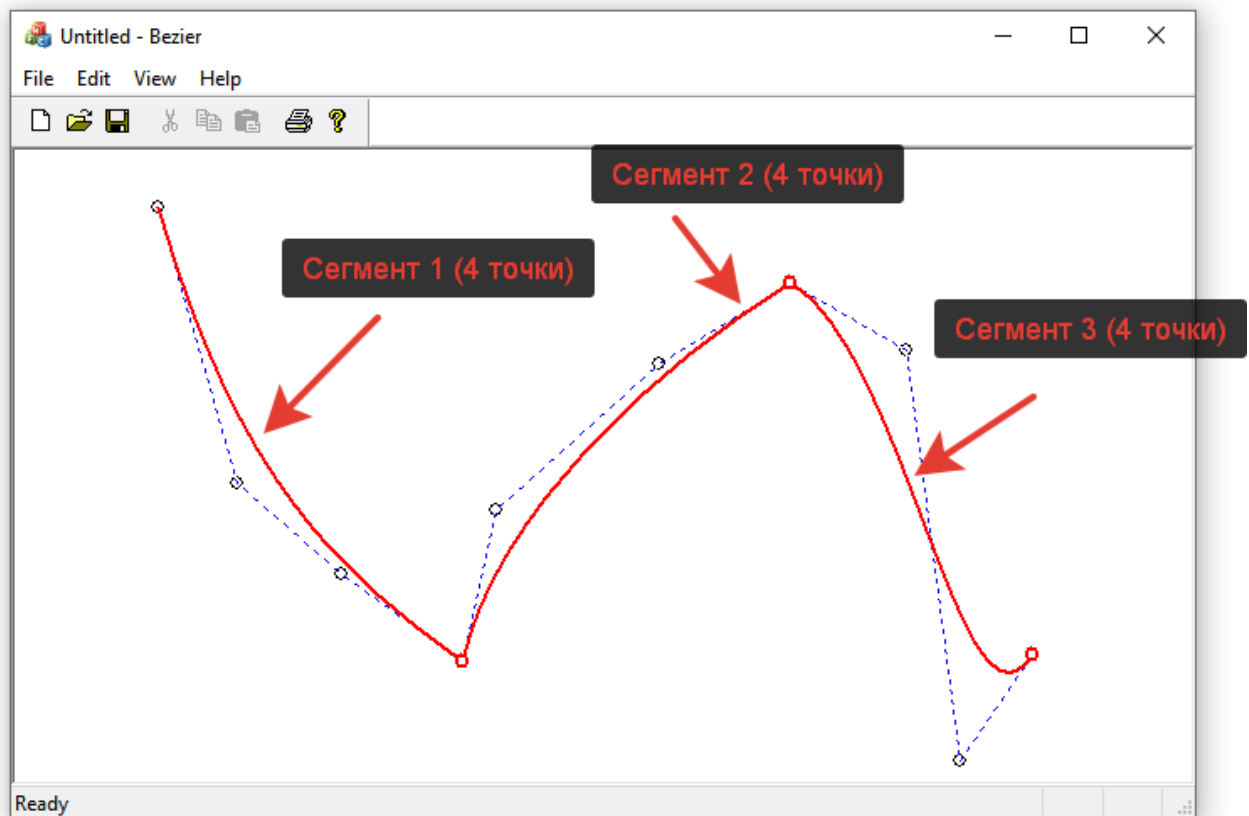 Untitled - Bezier
File Edit View Help
Сегмент 2 (4 точки)
Сегмент 1 (4 точки)
Сегмент 3 (4 точки)
Ready